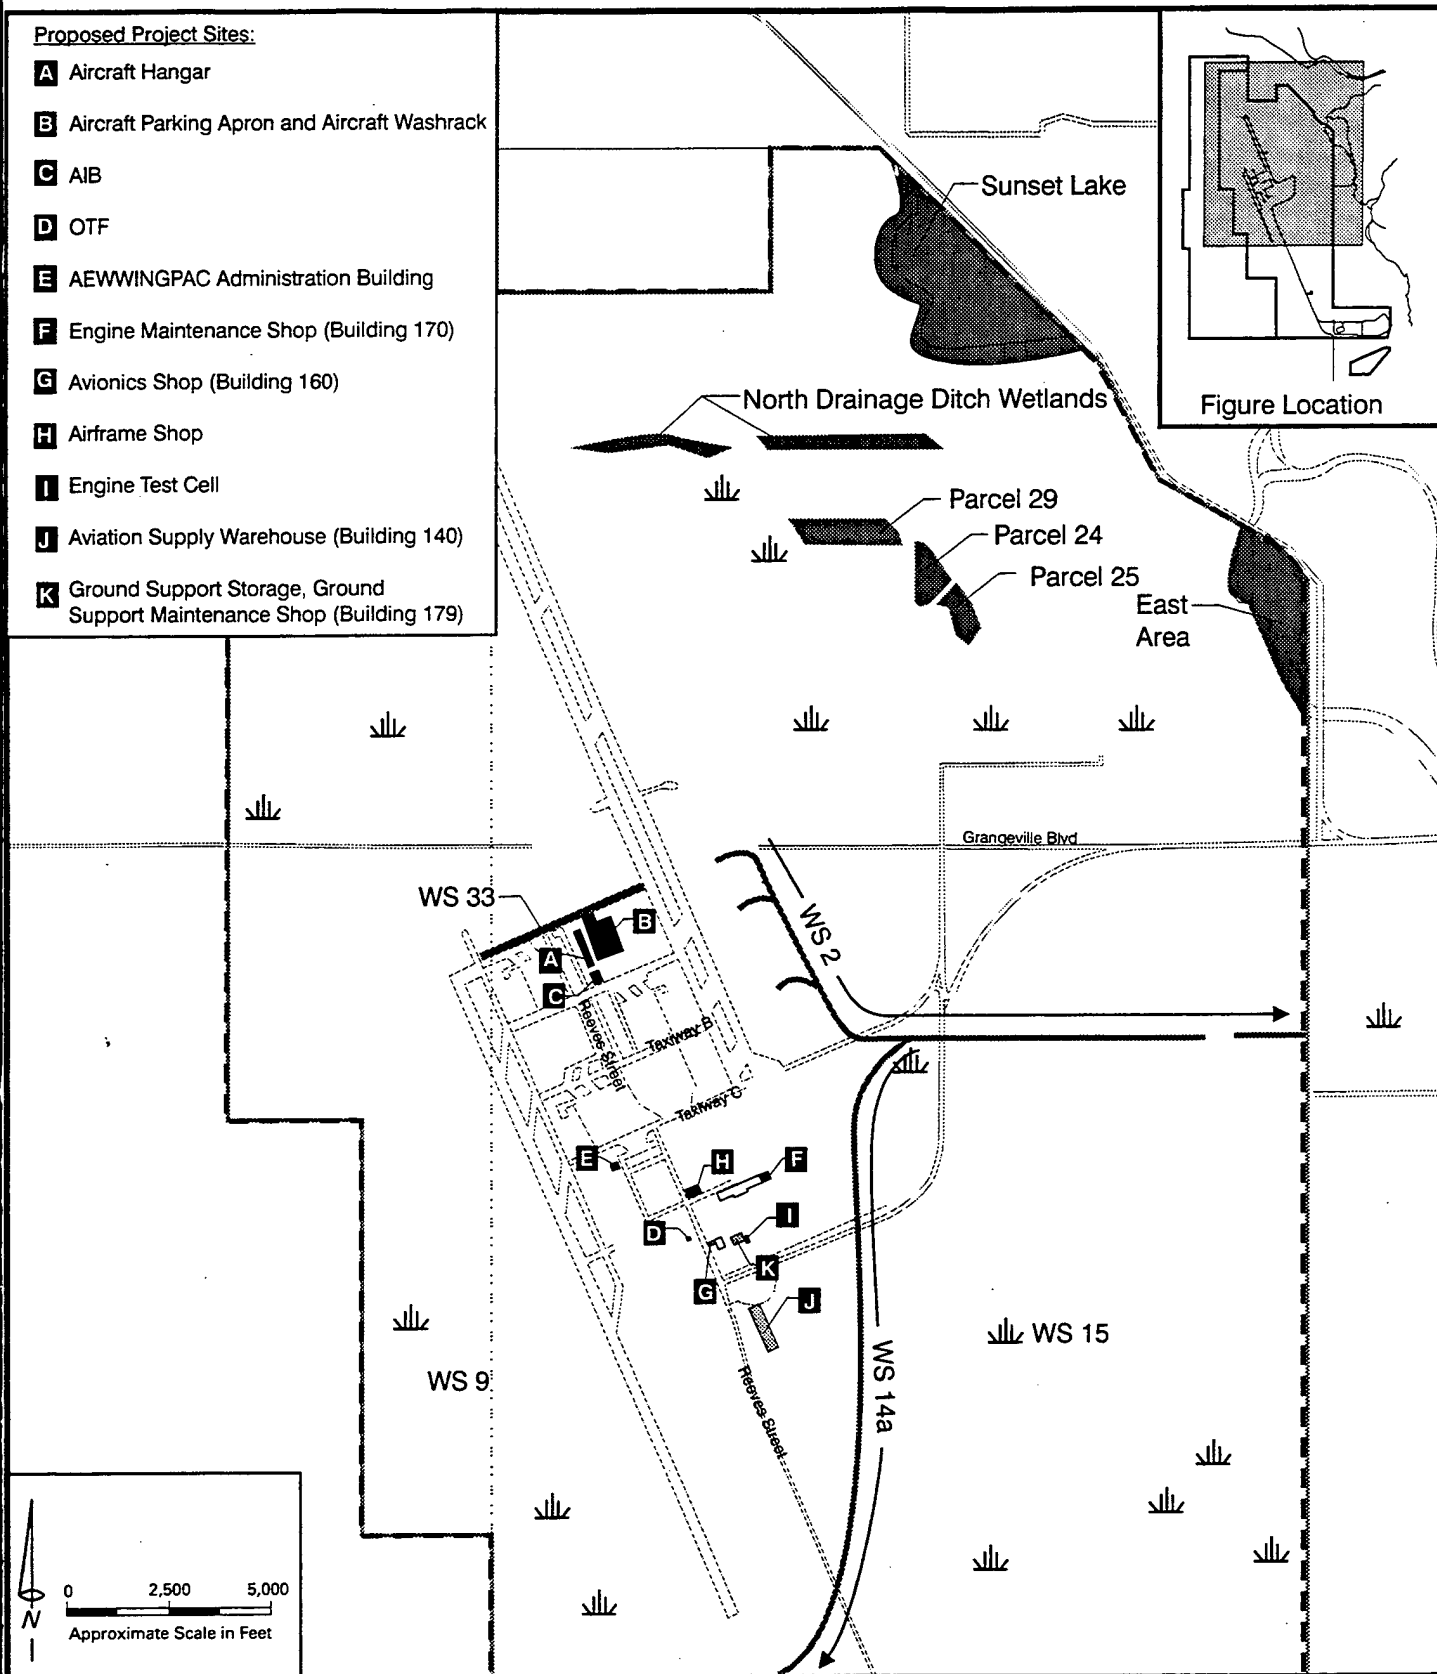 Proposed Project Sites:
A Aircraft Hangar
B Aircraft Parking Apron and Aircraft Washrack
C AIB
D OTF
E AEWWINGPAC Administration Building
F Engine Maintenance Shop (Building 170)
G Avionics Shop (Building 160)
H Airframe Shop
I Engine Test Cell
J Aviation Supply Warehouse (Building 140)
K Ground Support Storage, Ground
Support Maintenance Shop (Building 179)
Figure Location
Sunset Lake
North Drainage Ditch Wetlands
Parcel 29
Parcel 24
Parcel 25
East
Area
Grangeville Blvd
WS 33
B
A
C
WS 2
Reeves Street
Taxiway B
Taxiway C
E
H
F
D
I
G
K
J
WS 15
WS 9
WS 14a
Reeves Street
0 2,500 5,000
Approximate Scale in Feet
N